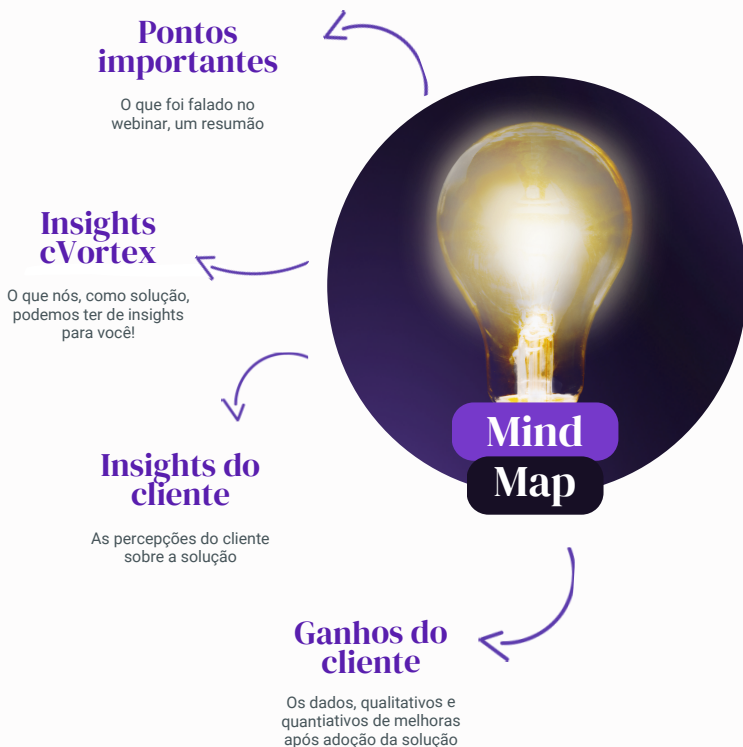 Pontos
importantes
O que foi falado no
webinar, um resumão
Insights
cVortex
O que nós, como solução,
podemos ter de insights
para você!
Insights do
cliente
As percepções do cliente
sobre a solução
Mind
Map
Ganhos do
cliente
Os dados, qualitativos e
quantiativos de melhoras
após adoção da solução